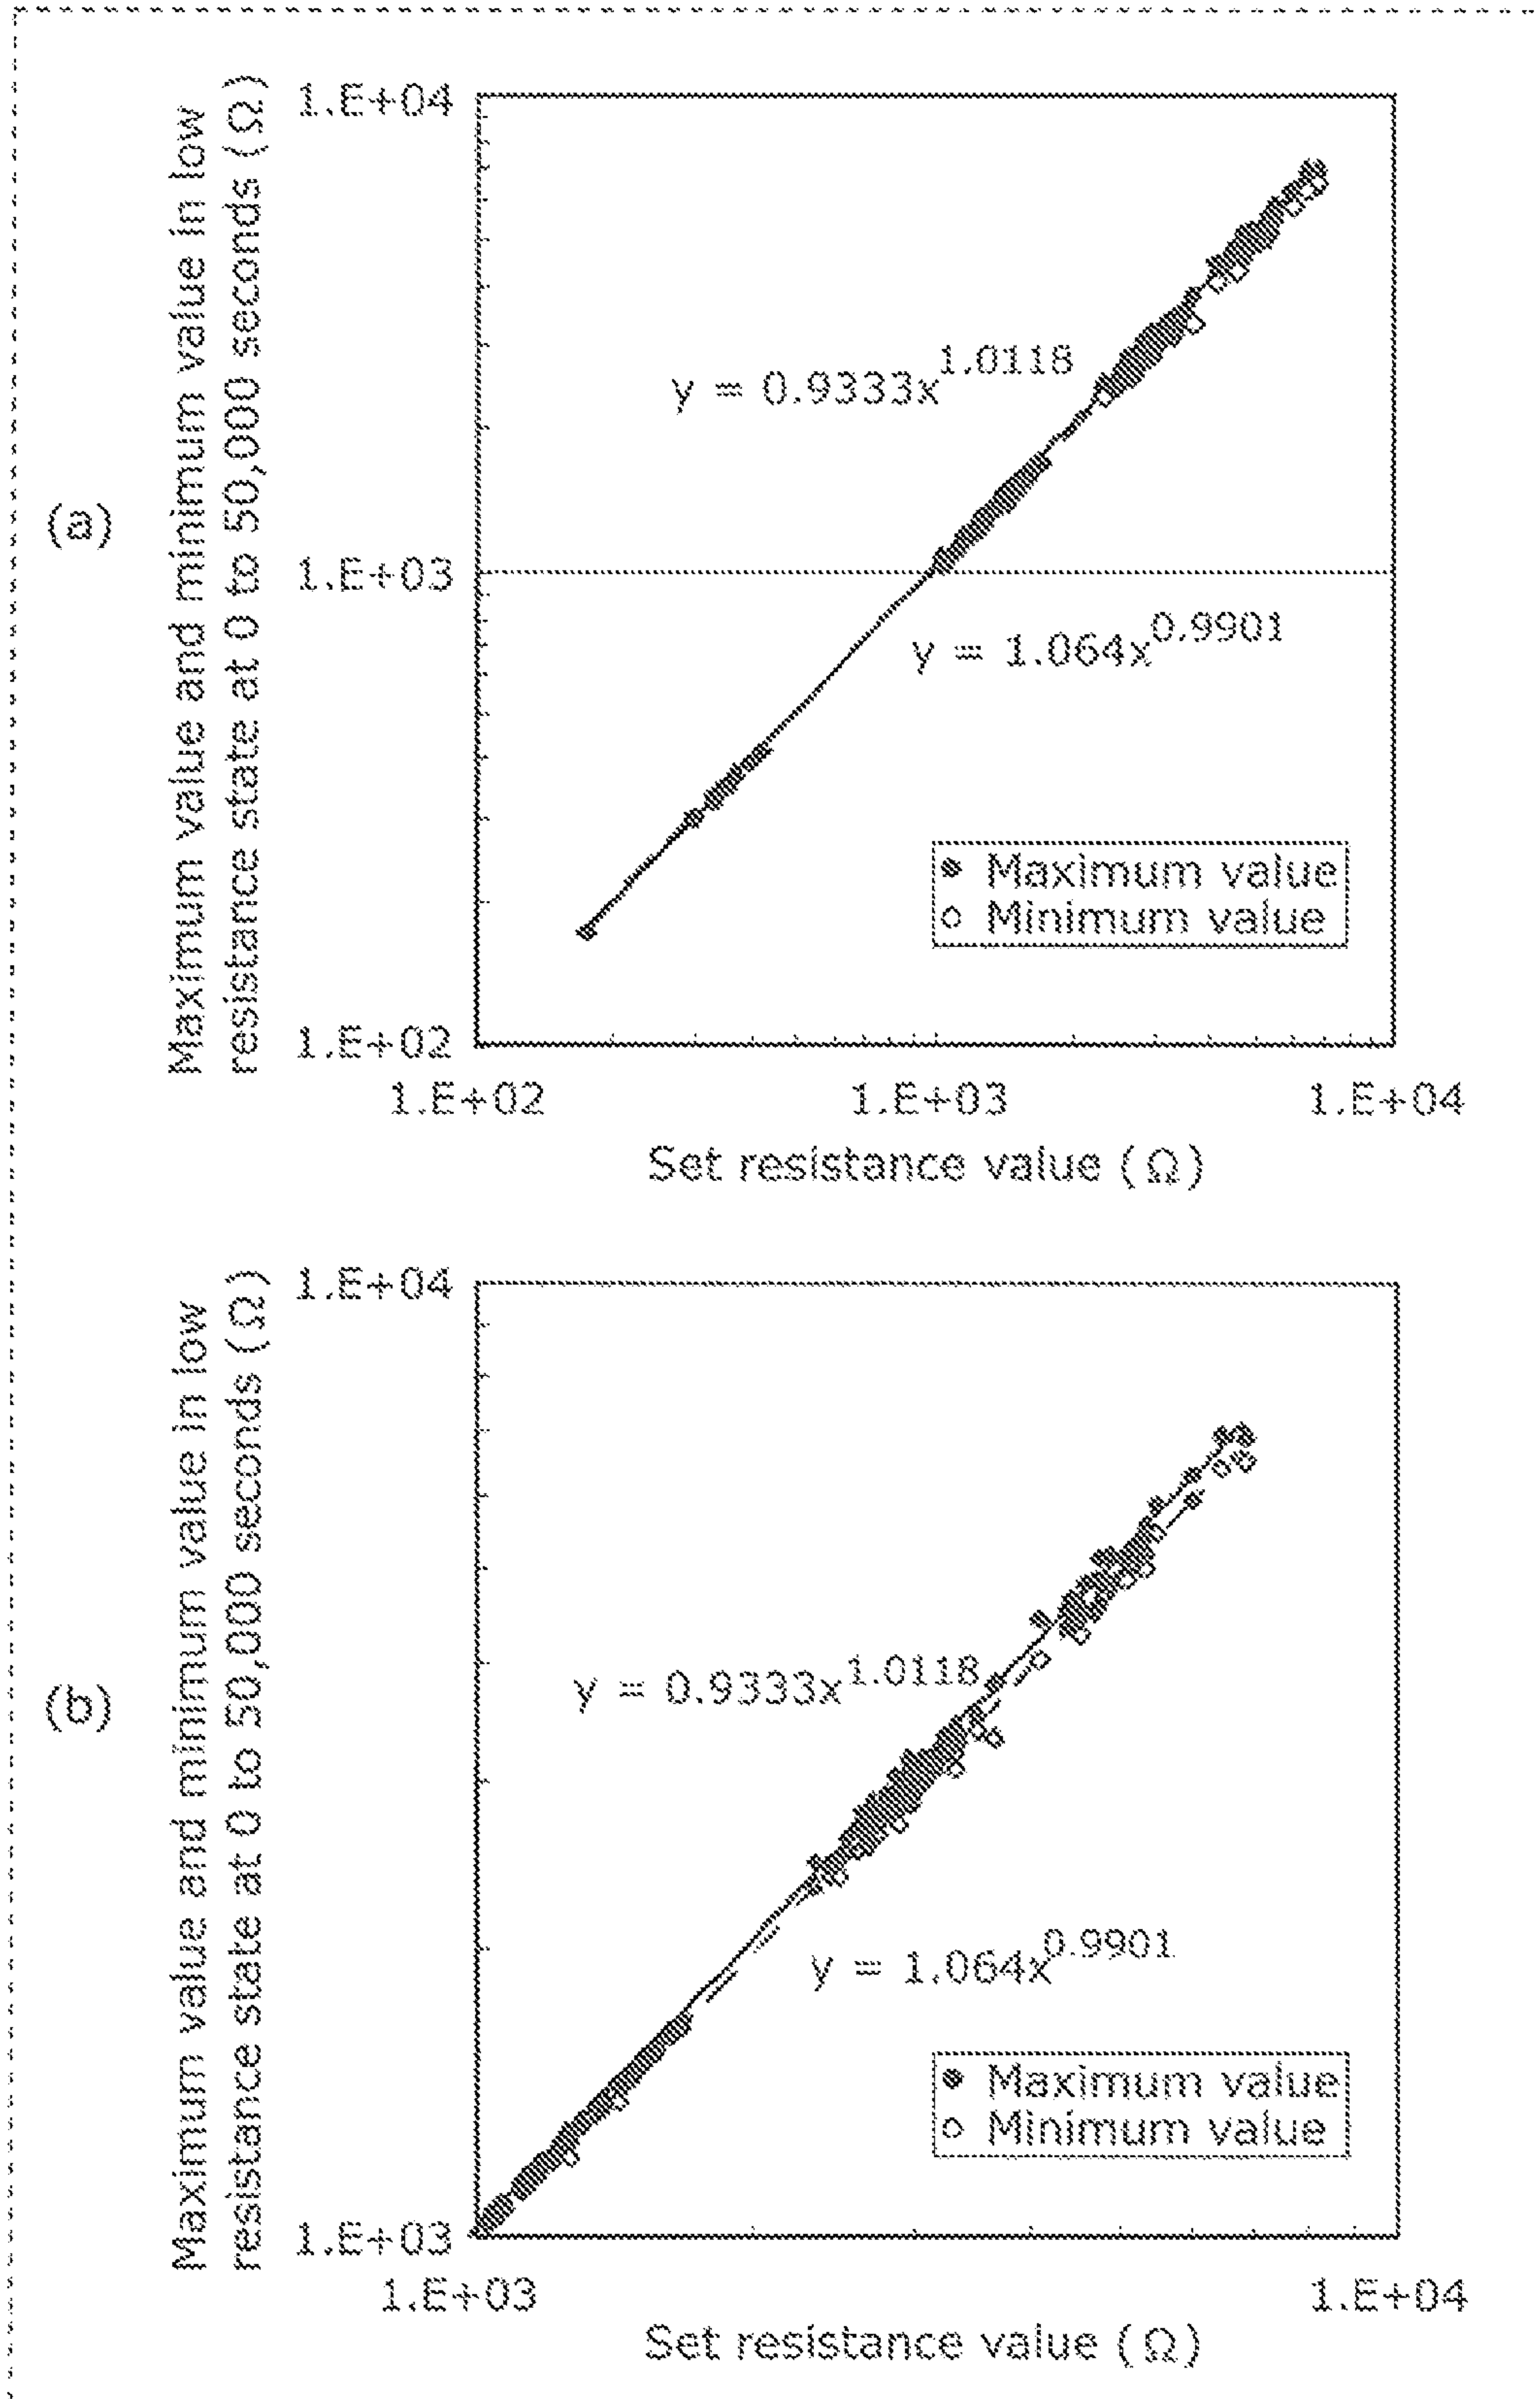 (a)
Maximum value and minimum value in low
resistance state at 0 to 50,000 seconds (Ω)
1.E+04
1.E+03
1.E+02
y = 0.9333x^1.0118
y = 1.064x^0.9901
Maximum value
Minimum value
1.E+02 1.E+03 1.E+04
Set resistance value (Ω)
(b)
Maximum value and minimum value in low
resistance state at 0 to 50,000 seconds (Ω)
1.E+04
1.E+03
y = 0.9333x^1.0118
y = 1.064x^0.9901
Maximum value
Minimum value
1.E+03 1.E+04
Set resistance value (Ω)